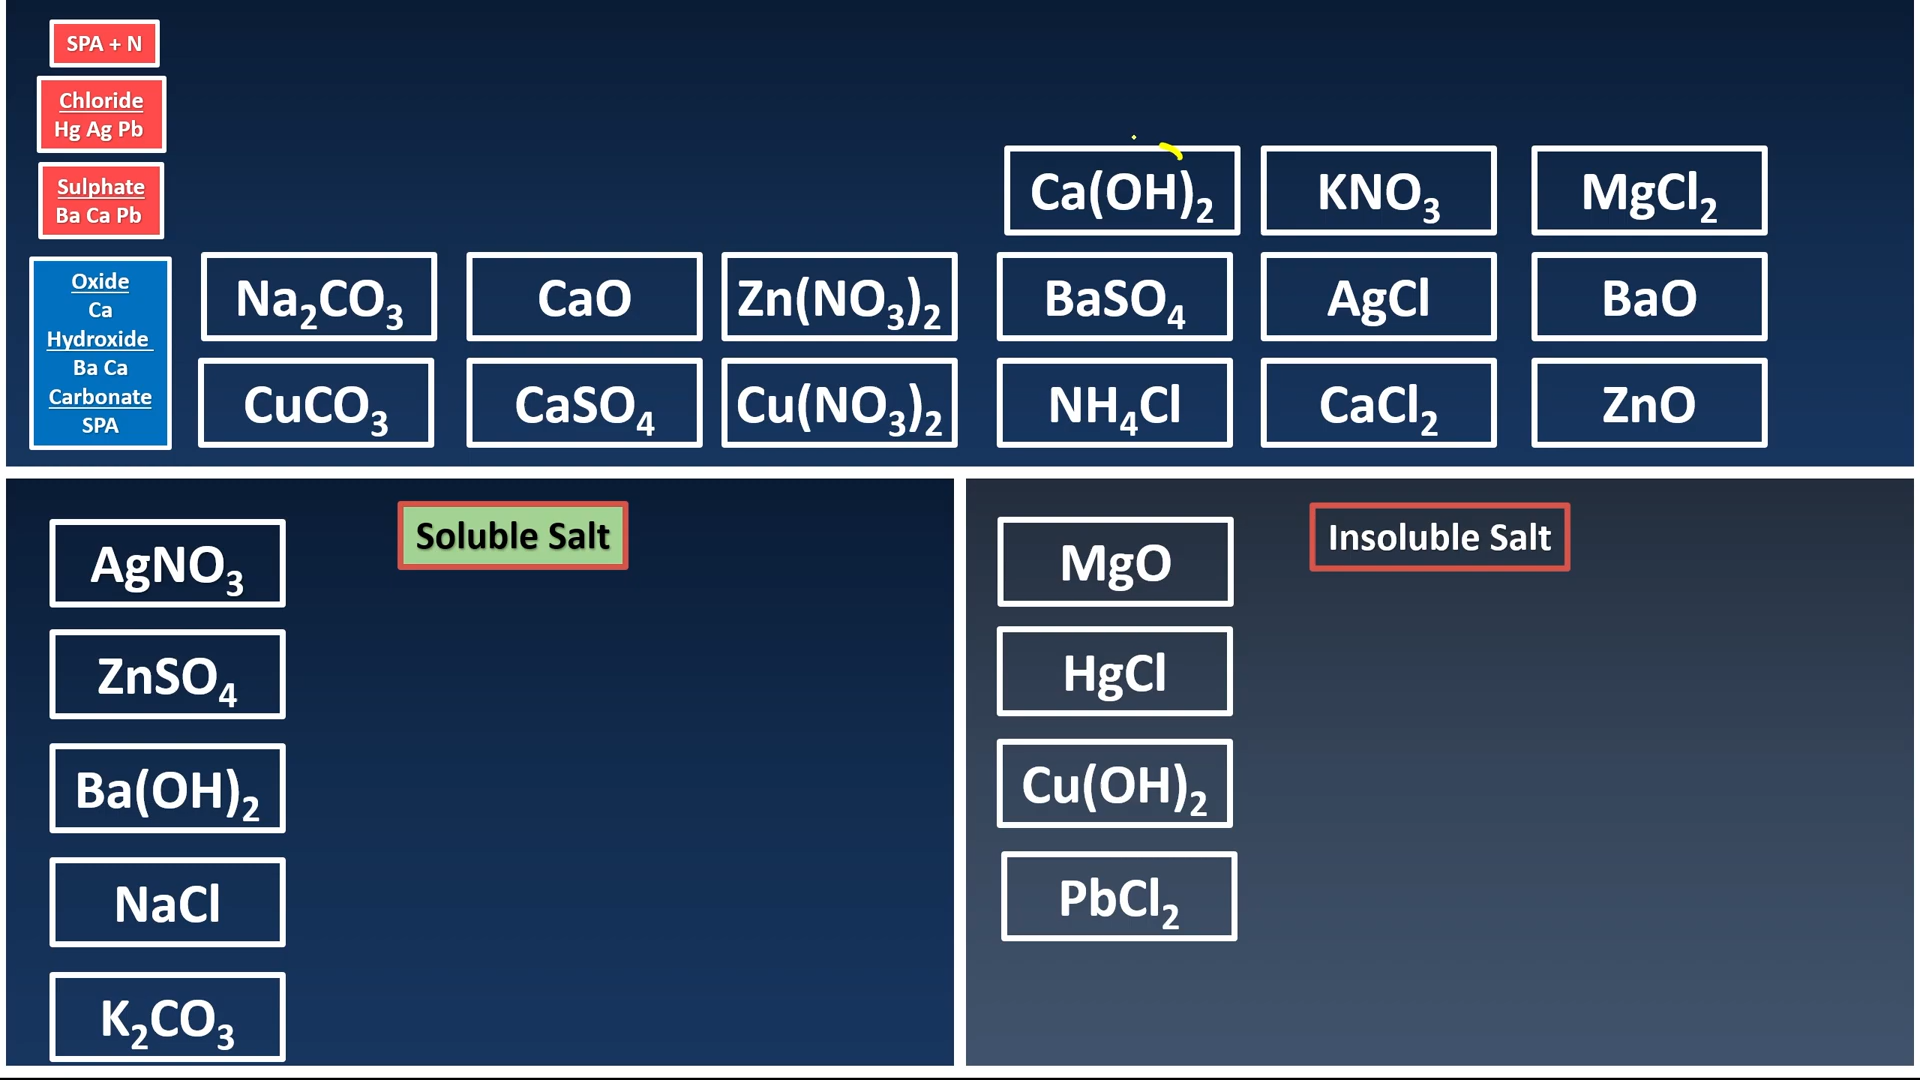 SPA + N
Chloride
Hg Ag Pb
Sulphate
Ba Ca Pb
Oxide
Ca
Hydroxide
Ba Ca
Carbonate
SPA
Ca(OH)₂ KNO₃ MgCl₂
Na₂CO₃ CaO Zn(NO₃)₂ BaSO₄ AgCl BaO
CuCO₃ CaSO₄ Cu(NO₃)₂ NH₄Cl CaCl₂ ZnO
Soluble Salt
AgNO₃
ZnSO₄
Ba(OH)₂
NaCl
K₂CO₃
Insoluble Salt
MgO
HgCl
Cu(OH)₂
PbCl₂